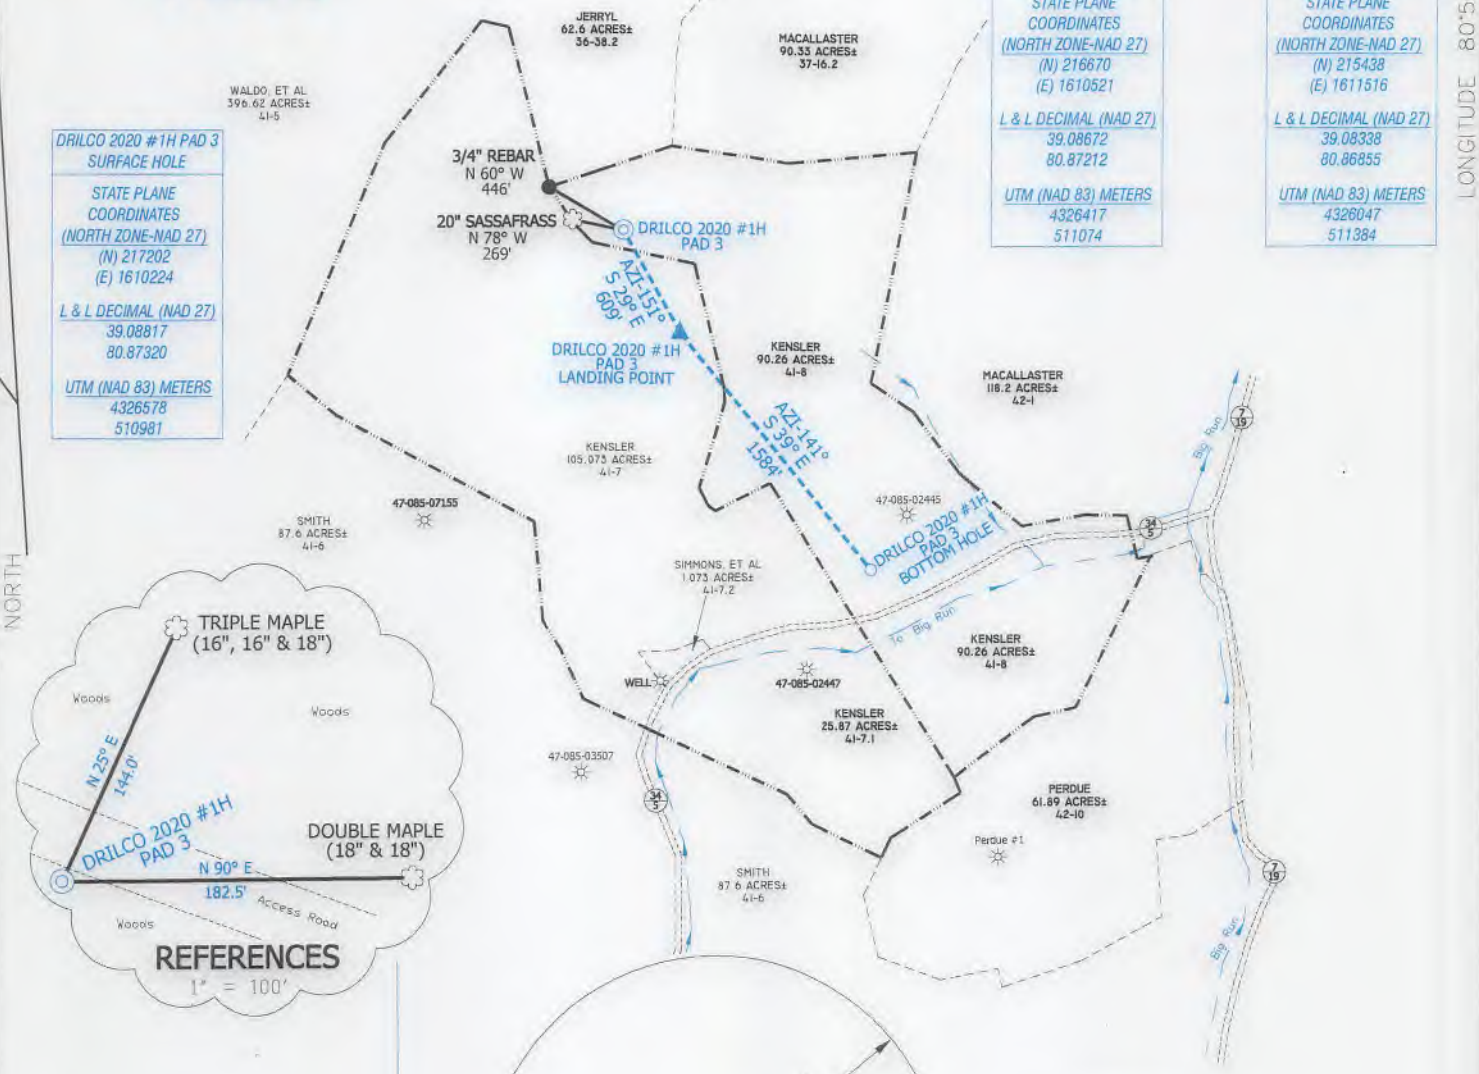 STATE PLANE
COORDINATES
(NORTH ZONE-NAD 27)
(N) 216670
(E) 1610521
L & L DECIMAL (NAD 27)
39.08672
80.87212
UTM (NAD 83) METERS
4326417
511074
STATE PLANE
COORDINATES
(NORTH ZONE-NAD 27)
(N) 215438
(E) 1611516
L & L DECIMAL (NAD 27)
39.08338
80.86855
UTM (NAD 83) METERS
4326047
511384
LONGITUDE 80°5
JERRYL
62.6 ACRES±
36-38.2
MACALLASTER
90.33 ACRES±
37-16.2
WALDO, ET AL
396.62 ACRES±
41-5
DRILCO 2020 #1H PAD 3
SURFACE HOLE
STATE PLANE
COORDINATES
(NORTH ZONE-NAD 27)
(N) 217202
(E) 1610224
L & L DECIMAL (NAD 27)
39.08817
80.87320
UTM (NAD 83) METERS
4326578
510981
3/4" REBAR
N 60° W
446'
20" SASSAFRASS
N 78° W
269'
DRILCO 2020 #1H
PAD 3
AZI-151°
S 29° E
609'
DRILCO 2020 #1H
PAD 3
LANDING POINT
KENSLER
90.26 ACRES±
41-8
MACALLASTER
118.2 ACRES±
42-1
AZI-141°
S 39° E
1584'
KENSLER
105.073 ACRES±
41-7
47-085-07155
SMITH
87.6 ACRES±
41-6
47-085-02445
DRILCO 2020 #1H
PAD 3
BOTTOM HOLE
Big Run
7
19
34
5
SIMMONS, ET AL
1.073 ACRES±
41-7.2
To Big Run
KENSLER
90.26 ACRES±
41-8
WELL
47-085-02447
KENSLER
25.87 ACRES±
41-7.1
47-085-03507
34
5
PERDUE
61.89 ACRES±
42-10
Perdue #1
7
19
SMITH
87.6 ACRES±
41-6
Big Run
NORTH
TRIPLE MAPLE
(16", 16" & 18")
Woods
Woods
N 25° E
144.0'
DRILCO 2020 #1H
PAD 3
DOUBLE MAPLE
(18" & 18")
N 90° E
182.5'
Access Road
Woods
REFERENCES
1" = 100'